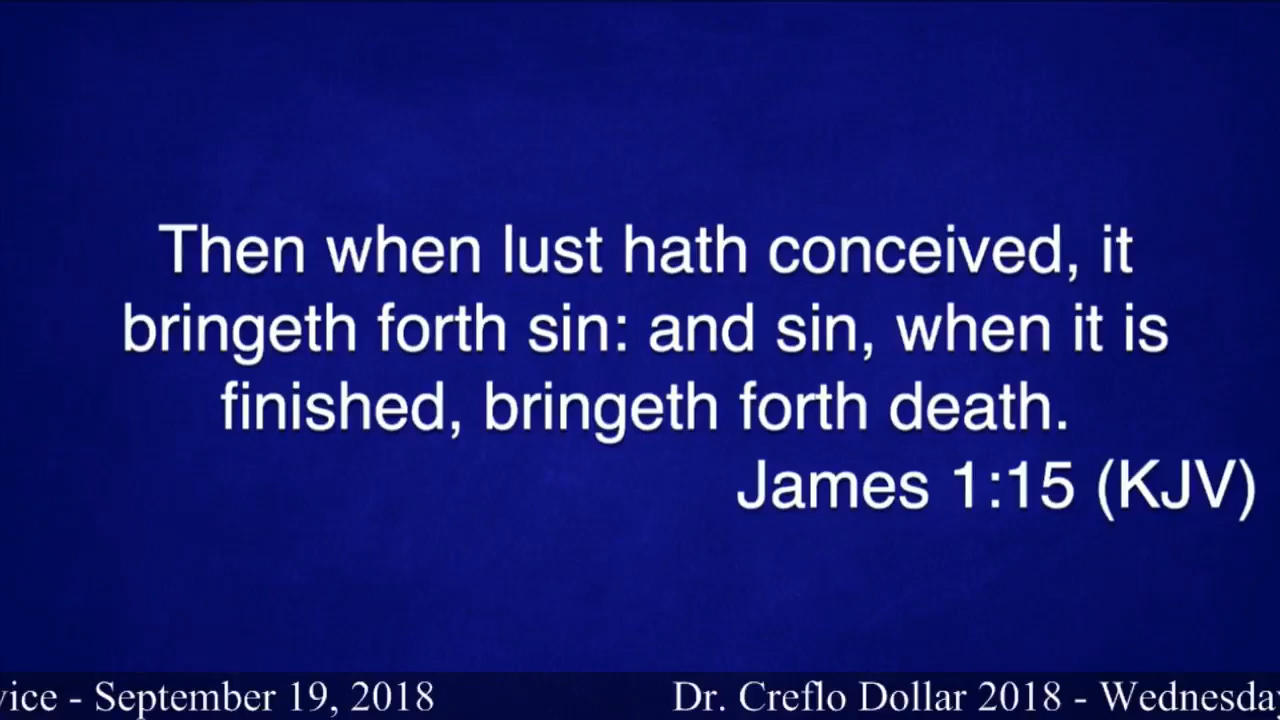 Then when lust hath conceived, it
bringeth forth sin: and sin, when it is
finished, bringeth forth death.
James 1:15 (KJV)
vice - September 19, 2018 Dr. Creflo Dollar 2018 - Wednesday